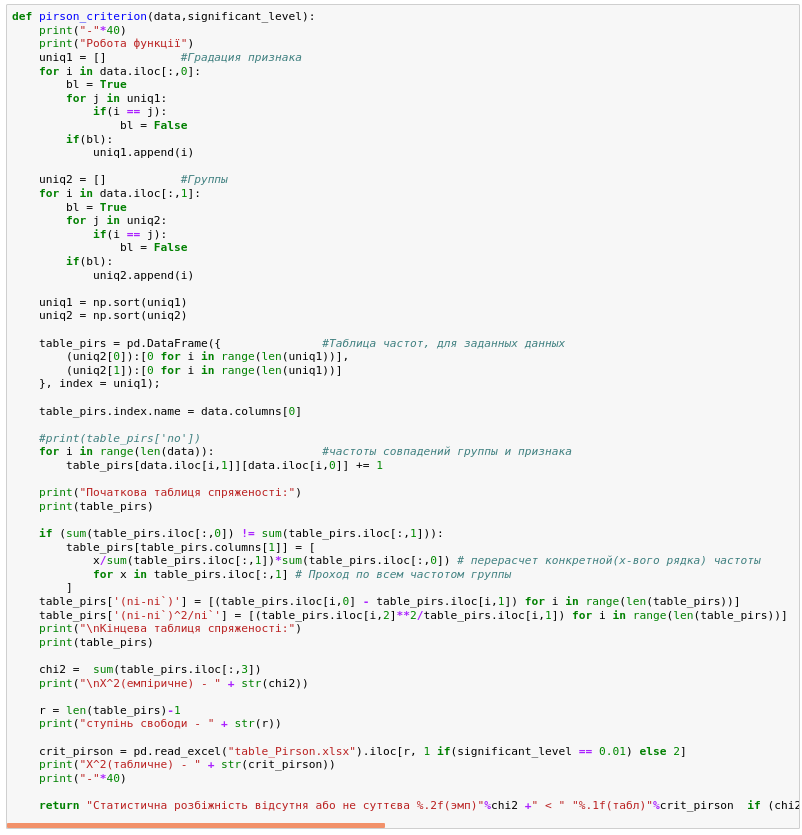 def pirson_criterion(data,significant_level):
    print("-"*40)
    print("Робота функції")
    uniq1 = []           #Градация признака
    for i in data.iloc[:,0]:
        bl = True
        for j in uniq1:
            if(i == j):
                bl = False
        if(bl):
            uniq1.append(i)

    uniq2 = []           #Группы
    for i in data.iloc[:,1]:
        bl = True
        for j in uniq2:
            if(i == j):
                bl = False
        if(bl):
            uniq2.append(i)

    uniq1 = np.sort(uniq1)
    uniq2 = np.sort(uniq2)

    table_pirs = pd.DataFrame({               #Таблица частот, для заданных данных
        (uniq2[0]):[0 for i in range(len(uniq1))],
        (uniq2[1]):[0 for i in range(len(uniq1))]
    }, index = uniq1);

    table_pirs.index.name = data.columns[0]

    #print(table_pirs['no'])
    for i in range(len(data)):                #частоты совпадений группы и признака
        table_pirs[data.iloc[i,1]][data.iloc[i,0]] += 1

    print("Початкова таблиця спряженості:")
    print(table_pirs)

    if (sum(table_pirs.iloc[:,0]) != sum(table_pirs.iloc[:,1])):
        table_pirs[table_pirs.columns[1]] = [
            x/sum(table_pirs.iloc[:,1])*sum(table_pirs.iloc[:,0]) # перерасчет конкретной(х-вого рядка) частоты
            for x in table_pirs.iloc[:,1] # Проход по всем частотом группы
        ]
    table_pirs['(ni-ni`)'] = [(table_pirs.iloc[i,0] - table_pirs.iloc[i,1]) for i in range(len(table_pirs))]
    table_pirs['(ni-ni`)^2/ni`'] = [(table_pirs.iloc[i,2]**2/table_pirs.iloc[i,1]) for i in range(len(table_pirs))]
    print("\nКінцева таблиця спряженості:")
    print(table_pirs)

    chi2 =  sum(table_pirs.iloc[:,3])
    print("\nX^2(емпіричне) - " + str(chi2))

    r = len(table_pirs)-1
    print("ступінь свободи - " + str(r))

    crit_pirson = pd.read_excel("table_Pirson.xlsx").iloc[r, 1 if(significant_level == 0.01) else 2]
    print("X^2(табличне) - " + str(crit_pirson))
    print("-"*40)

    return "Статистична розбіжність відсутня або не суттєва %.2f(эмп)"%chi2 +" < " "%.1f(табл)"%crit_pirson  if (chi2